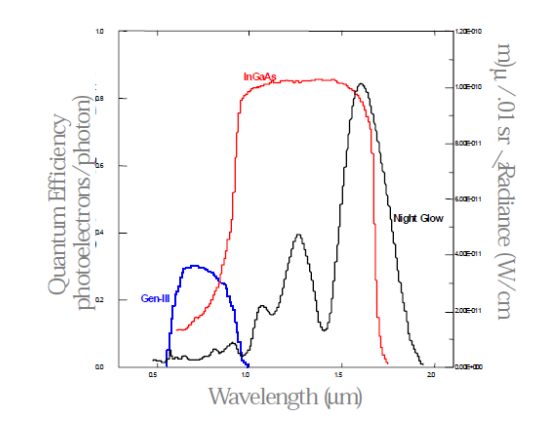 Quantum Efficiency
photoelectrons/photon)
1.0
0.8
0.6
0.4
0.2
0.0
InGaAs
Gen-III
Night Glow
1.20E-010
1.00E-010
8.00E-011
6.00E-011
4.00E-011
2.00E-011
0.00E+000
Radiance (W/cm
m)μ /.01 sr
0.5
1.0
1.5
2.0
Wavelength (μm)